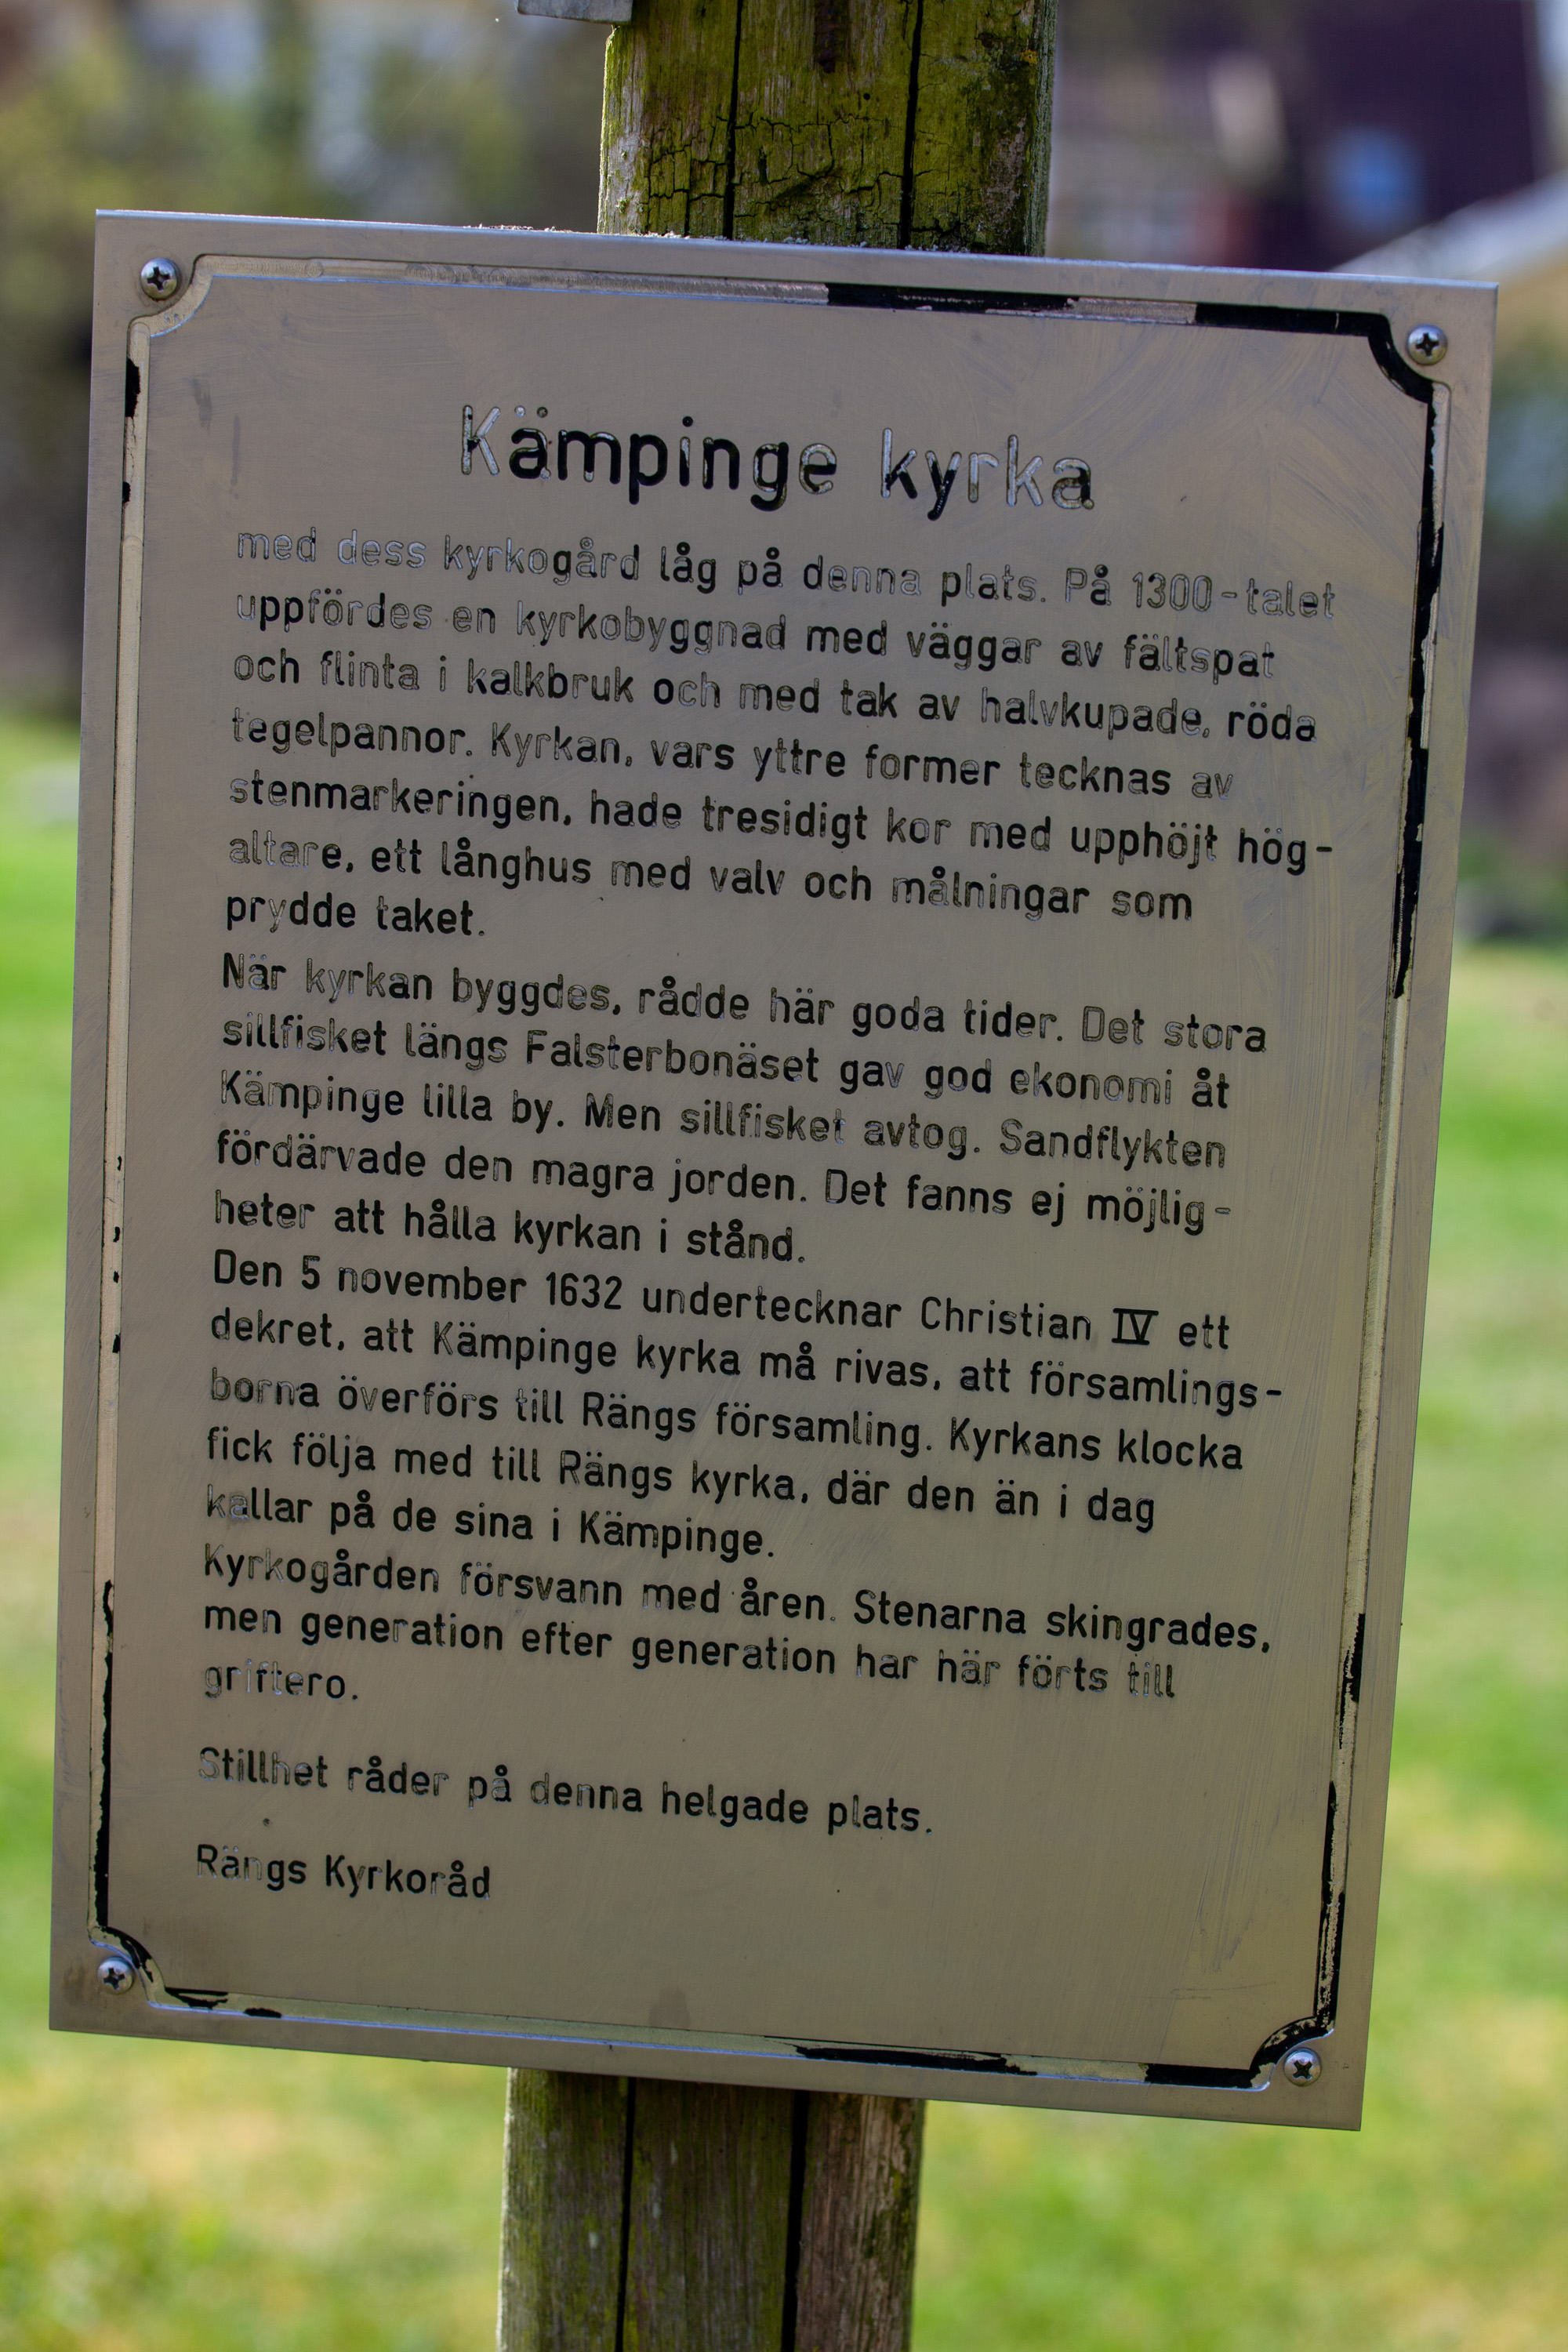 Kämpinge kyrka
med dess kyrkogård låg på denna plats. På 1300-talet
uppfördes en kyrkobyggnad med väggar av fältspat
och flinta i kalkbruk och med tak av halvkupade, röda
tegelpannor. Kyrkan, vars yttre former tecknas av
stenmarkeringen, hade tresidigt kor med upphöjt hög-
altare, ett långhus med valv och målningar som
prydde taket.
När kyrkan byggdes, rådde här goda tider. Det stora
sillfisket längs Falsterbonäset gav god ekonomi åt
Kämpinge lilla by. Men sillfisket avtog. Sandflykten
fördärvade den magra jorden. Det fanns ej möjlig-
heter att hålla kyrkan i stånd.
Den 5 november 1632 undertecknar Christian IV ett
dekret, att Kämpinge kyrka må rivas, att församlings-
borna överförs till Rängs församling. Kyrkans klocka
fick följa med till Rängs kyrka, där den än i dag
kallar på de sina i Kämpinge.
Kyrkogården försvann med åren. Stenarna skingrades,
men generation efter generation har här förts till
griftero.
Stillhet råder på denna helgade plats.
Rängs Kyrkoråd